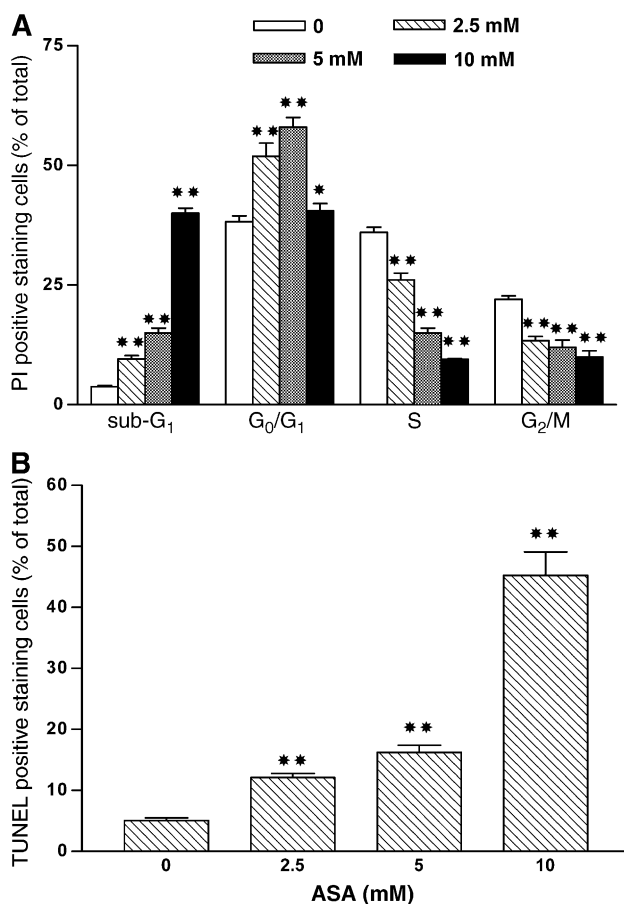 A
0 2.5 mM
5 mM 10 mM
PI positive staining cells (% of total)
75
50
25
0
** ** ** ** ** * ** ** ** ** ** **
sub-G₁ G₀/G₁ S G₂/M
B
TUNEL positive staining cells (% of total)
60
50
40
30
20
10
0
** ** **
0 2.5 5 10
ASA (mM)